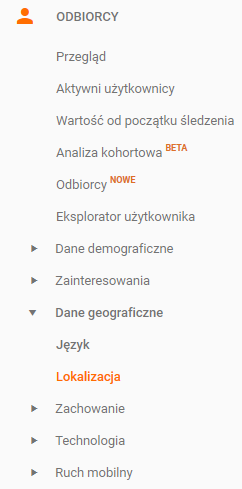 ODBIORCY
Przegląd
Aktywni użytkownicy
Wartość od początku śledzenia
Analiza kohortowa BETA
Odbiorcy NOWE
Eksplorator użytkownika
Dane demograficzne
Zainteresowania
Dane geograficzne
Język
Lokalizacja
Zachowanie
Technologia
Ruch mobilny